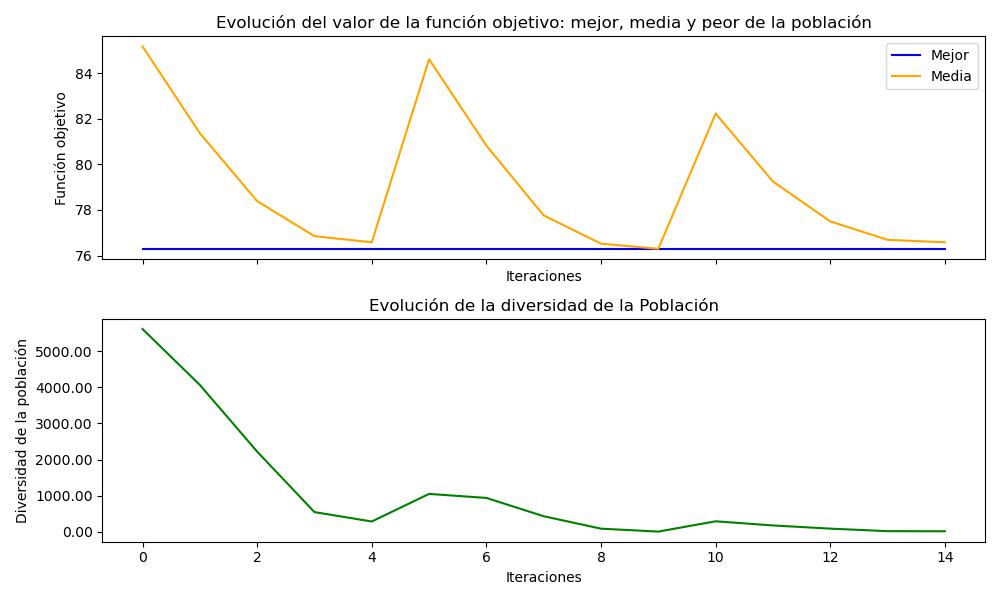 Evolución del valor de la función objetivo: mejor, media y peor de la población
Función objetivo
84
82
80
78
76
Mejor
Media
Iteraciones
Evolución de la diversidad de la Población
Diversidad de la población
5000.00
4000.00
3000.00
2000.00
1000.00
0.00
0 2 4 6 8 10 12 14
Iteraciones